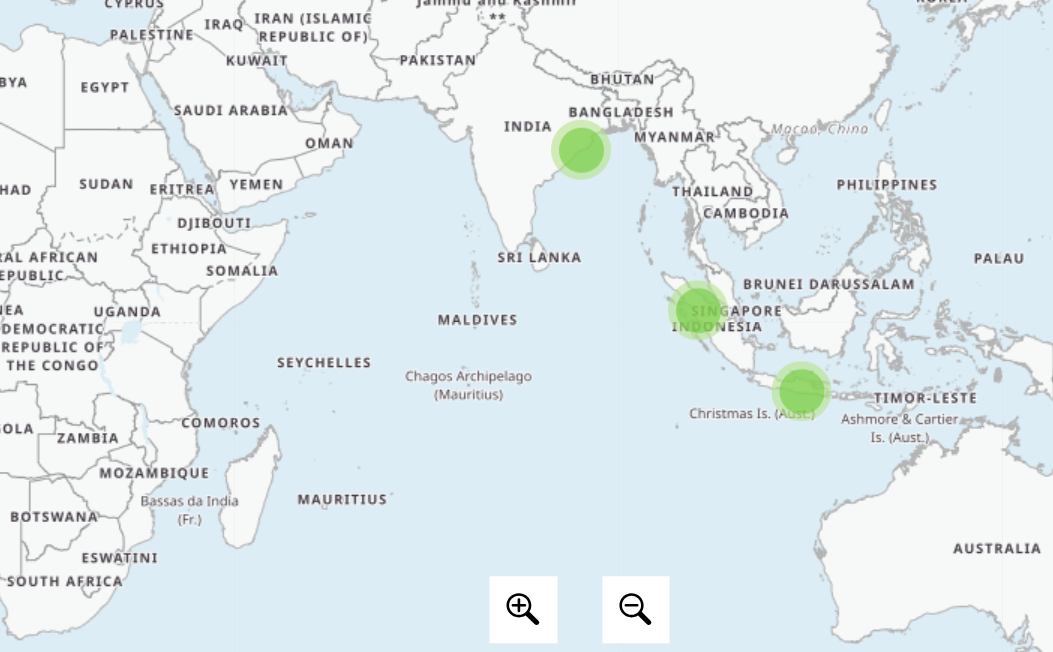 CYPRUS
Jammu and Kashmir
**
IRAN (ISLAMIC
REPUBLIC OF)
IRAQ
PALESTINE
KUWAIT
PAKISTAN
BYA
EGYPT
BHUTAN
SAUDI ARABIA
BANGLADESH
INDIA
Macao, China
MYANMAR
OMAN
HAD
SUDAN
ERITREA
YEMEN
THAILAND
PHILIPPINES
CAMBODIA
DJIBOUTI
ETHIOPIA
RAL AFRICAN
EPUBLIC
SOMALIA
SRI LANKA
PALAU
BRUNEI DARUSSALAM
NEA
UGANDA
SINGAPORE
INDONESIA
MALDIVES
DEMOCRATIC
REPUBLIC OF
THE CONGO
SEYCHELLES
Chagos Archipelago
(Mauritius)
TIMOR-LESTE
Christmas Is. (Aust.)
Ashmore & Cartier
Is. (Aust.)
OLA
COMOROS
ZAMBIA
MOZAMBIQUE
Bassas da India
(Fr.)
MAURITIUS
BOTSWANA
AUSTRALIA
ESWATINI
SOUTH AFRICA